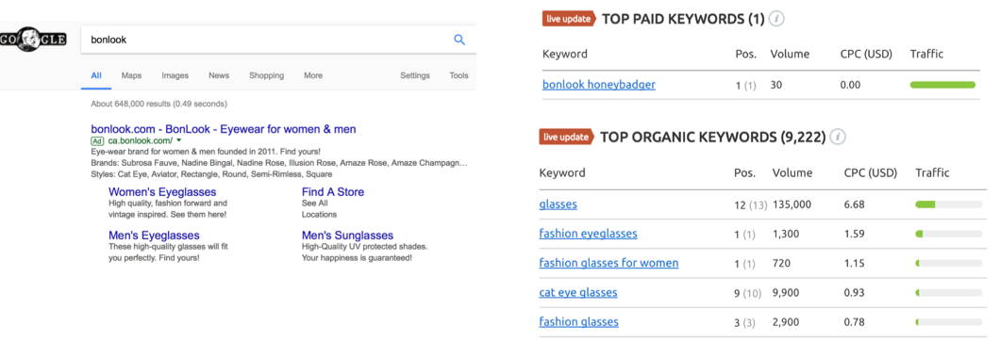 GO GLE
bonlook
All Maps Images News Shopping More Settings Tools
About 648,000 results (0.49 seconds)
bonlook.com - BonLook - Eyewear for women & men
Ad ca.bonlook.com/
Eye-wear brand for women & men founded in 2011. Find yours!
Brands: Subrosa Fauve, Nadine Bingal, Nadine Rose, Illusion Rose, Amaze Rose, Amaze Champagn...
Styles: Cat Eye, Aviator, Rectangle, Round, Semi-Rimless, Square
Women's Eyeglasses
High quality, fashion forward and
vintage inspired. See them here!
Find A Store
See All
Locations
Men's Eyeglasses
These high-quality glasses will fit
you perfectly. Find yours!
Men's Sunglasses
High-Quality UV protected shades.
Your happiness is guaranteed!
live update TOP PAID KEYWORDS (1) i
Keyword Pos. Volume CPC (USD) Traffic
bonlook honeybadger 1 (1) 30 0.00
live update TOP ORGANIC KEYWORDS (9,222) i
Keyword Pos. Volume CPC (USD) Traffic
glasses 12 (13) 135,000 6.68
fashion eyeglasses 1 (1) 1,300 1.59
fashion glasses for women 1 (1) 720 1.15
cat eye glasses 9 (10) 9,900 0.93
fashion glasses 3 (3) 2,900 0.78